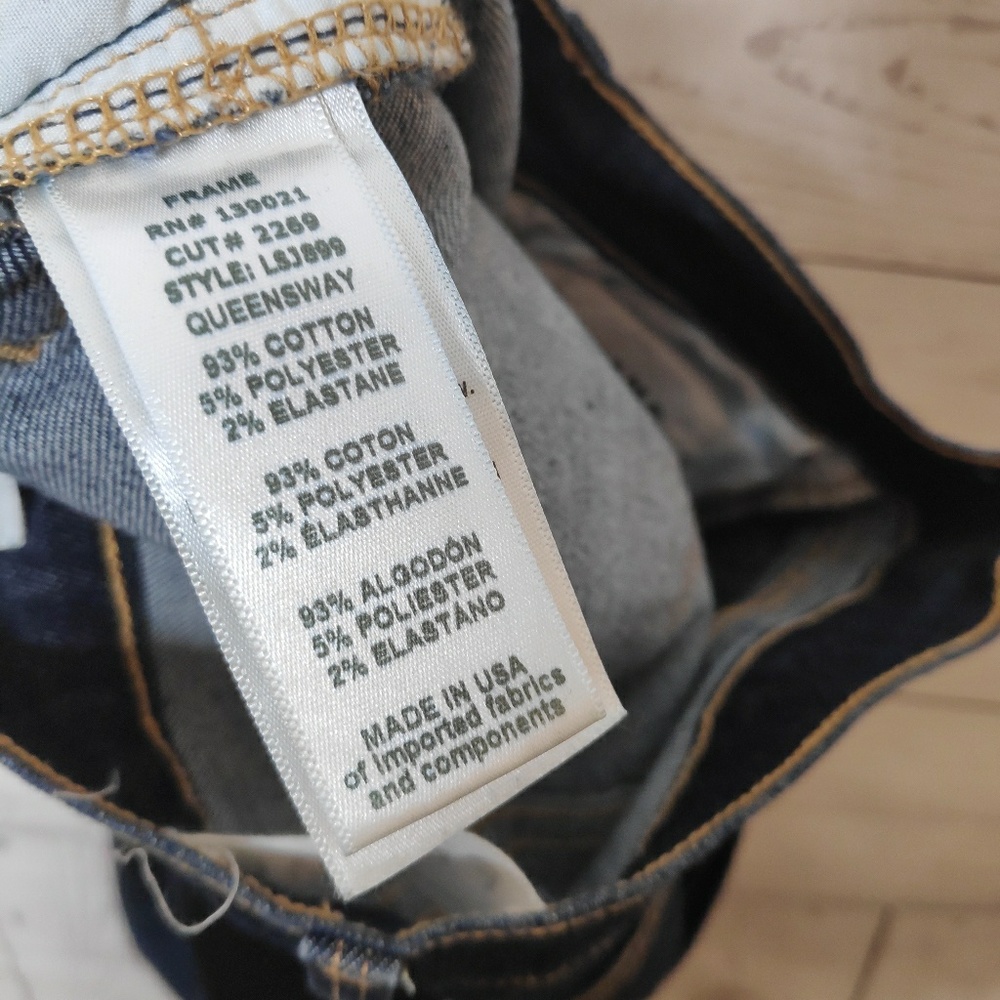 FRAME
RN# 139021
CUT# 2269
STYLE: LSJ899
QUEENSWAY
93% COTTON
5% POLYESTER
2% ELASTANE
93% COTON
5% POLYESTER
2% ÉLASTHANNE
93% ALGODÓN
5% POLIESTER
2% ELASTÁNO
MADE IN USA
of imported fabrics
and components